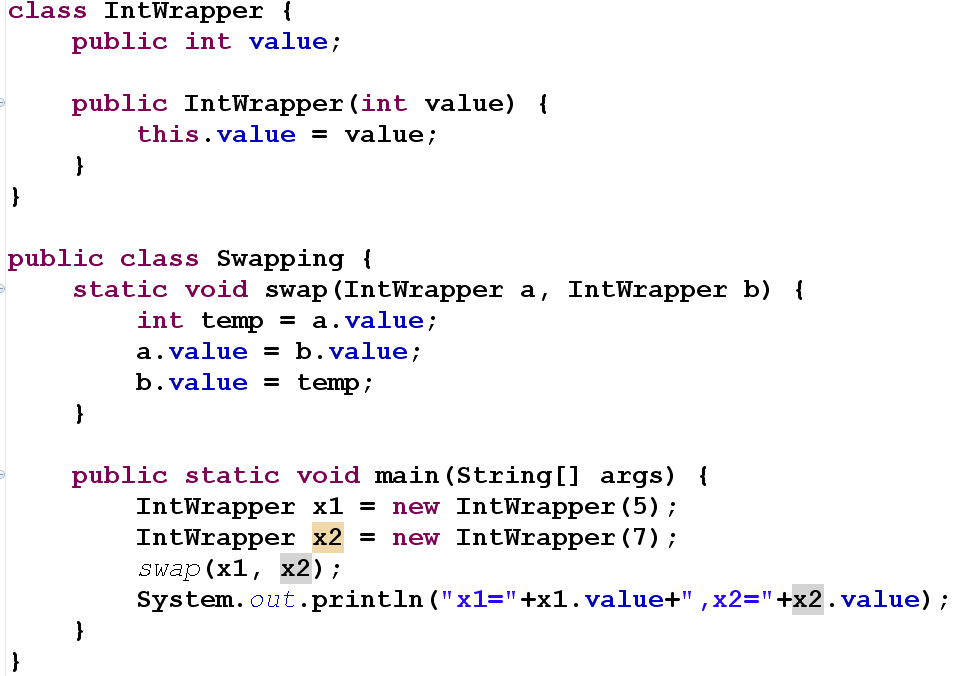 class IntWrapper {
    public int value;

    public IntWrapper(int value) {
        this.value = value;
    }
}

public class Swapping {
    static void swap(IntWrapper a, IntWrapper b) {
        int temp = a.value;
        a.value = b.value;
        b.value = temp;
    }

    public static void main(String[] args) {
        IntWrapper x1 = new IntWrapper(5);
        IntWrapper x2 = new IntWrapper(7);
        swap(x1, x2);
        System.out.println("x1="+x1.value+",x2="+x2.value);
    }
}